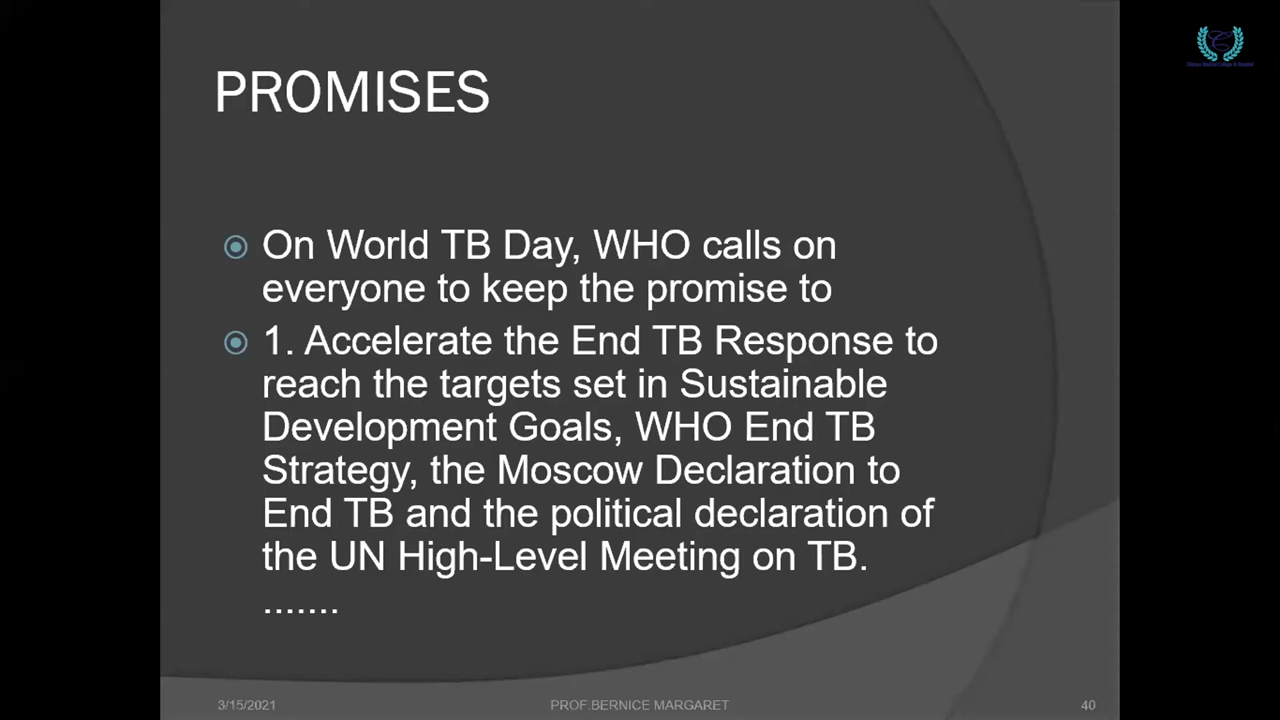 PROMISES
On World TB Day, WHO calls on
everyone to keep the promise to
1. Accelerate the End TB Response to
reach the targets set in Sustainable
Development Goals, WHO End TB
Strategy, the Moscow Declaration to
End TB and the political declaration of
the UN High-Level Meeting on TB.
.......
3/15/2021 PROF.BERNICE MARGARET 40